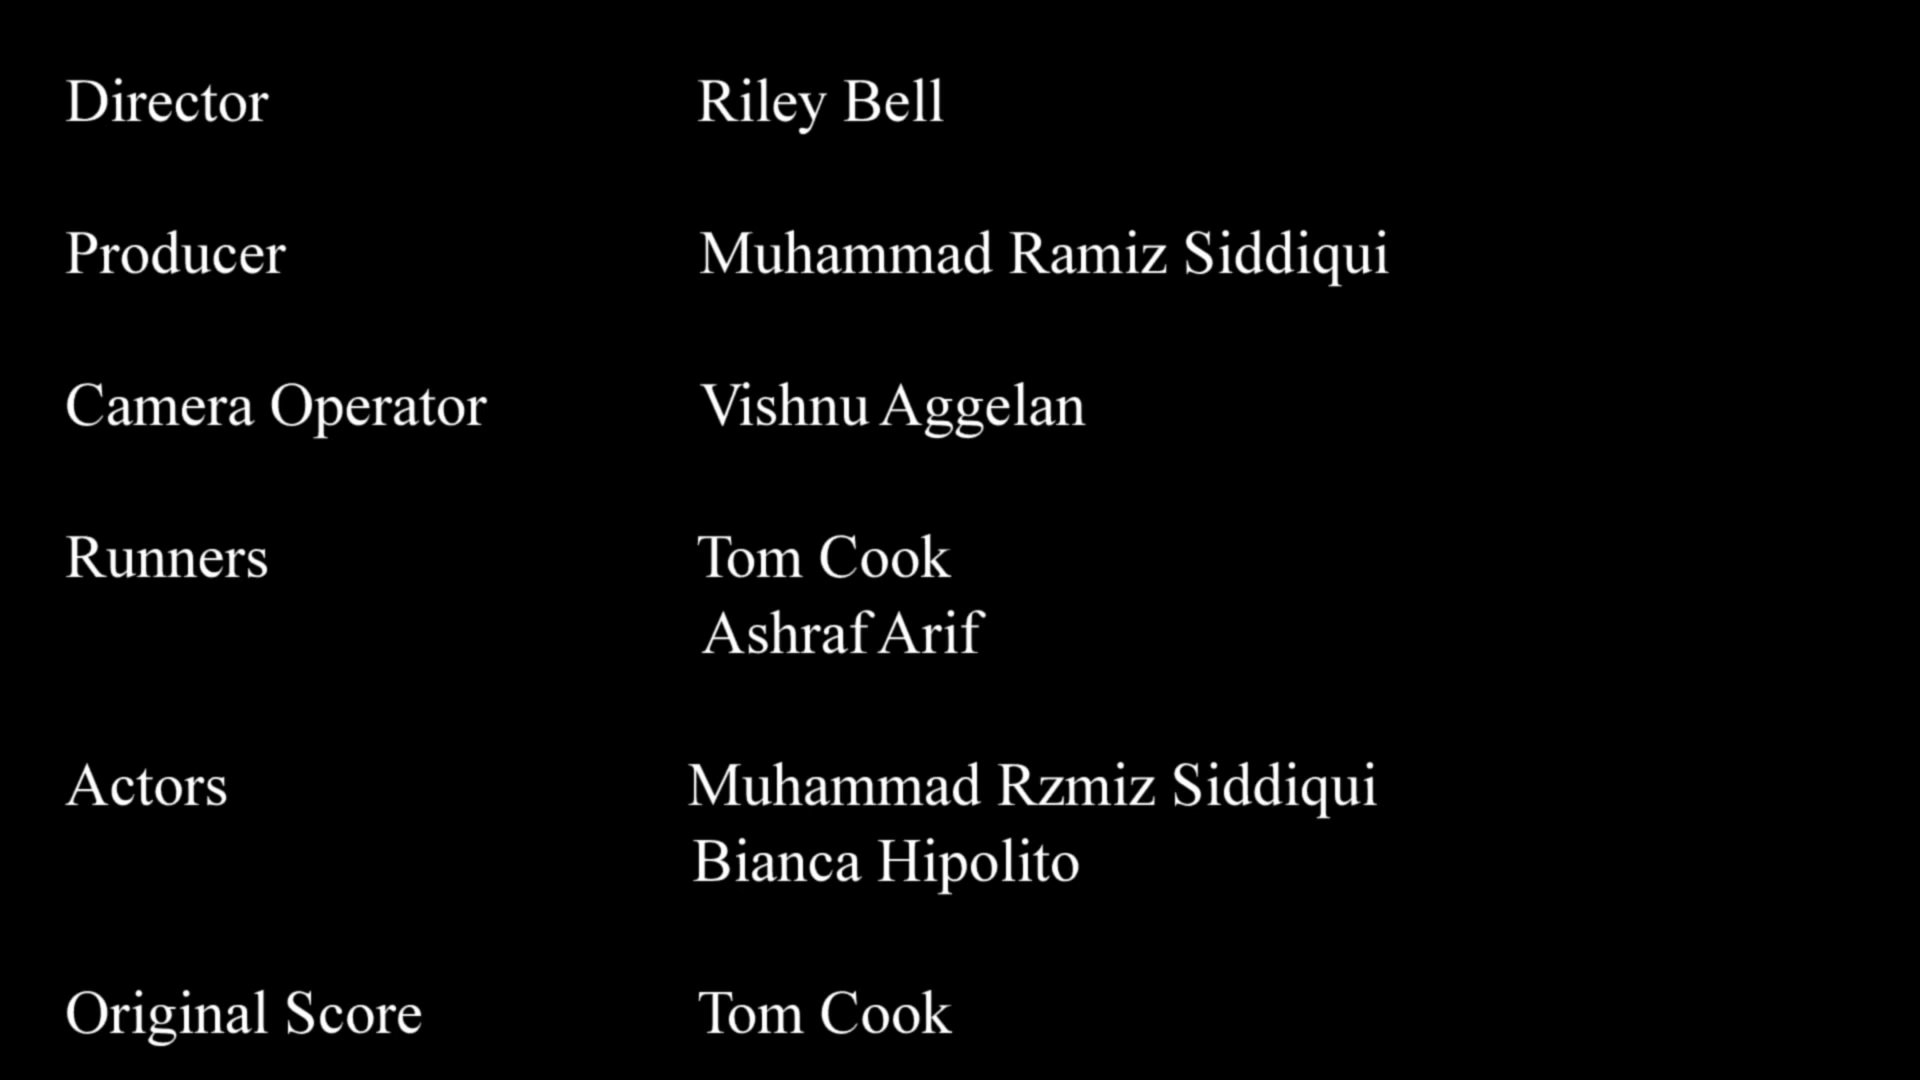 Director Riley Bell
Producer Muhammad Ramiz Siddiqui
Camera Operator Vishnu Aggelan
Runners Tom Cook
Ashraf Arif
Actors Muhammad Rzmiz Siddiqui
Bianca Hipolito
Original Score Tom Cook